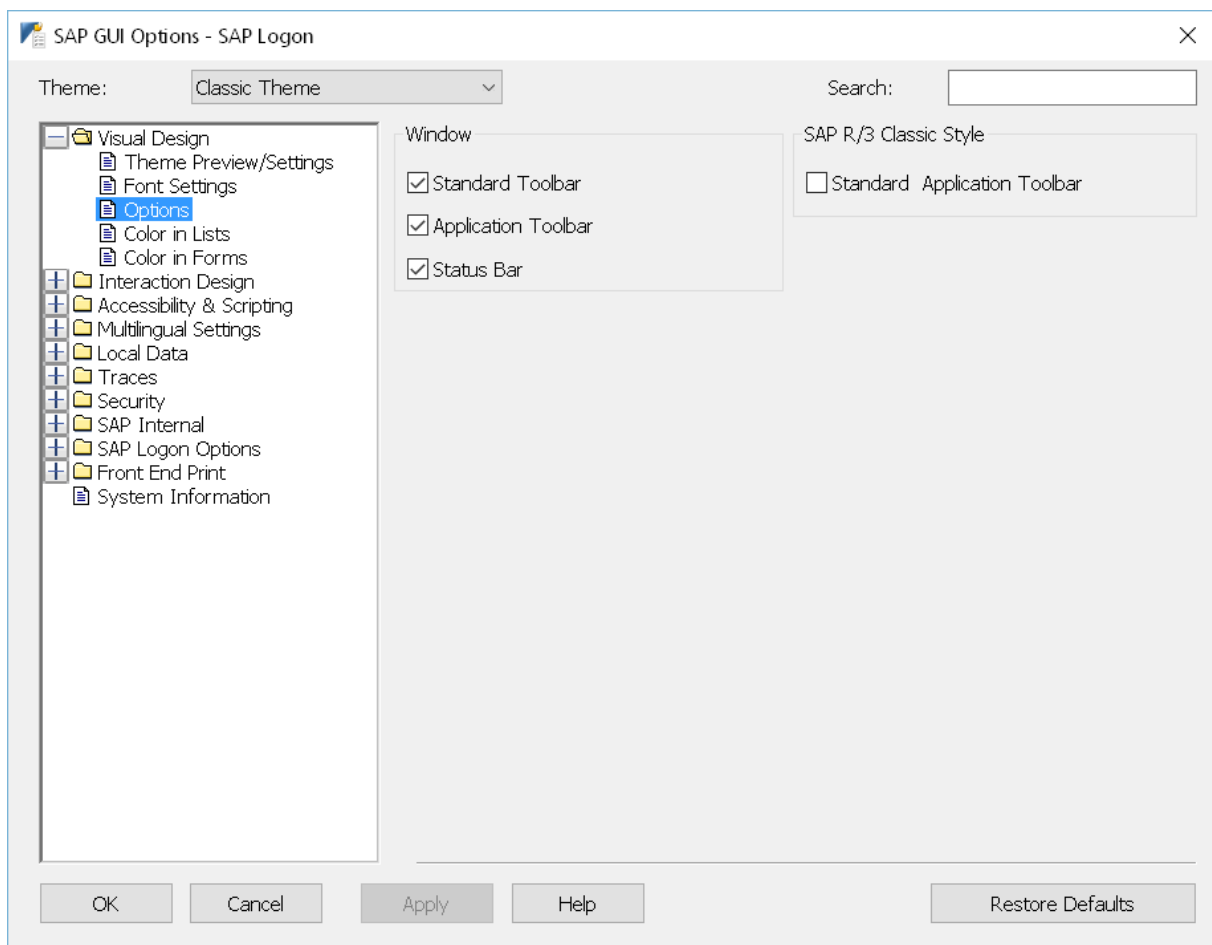 SAP GUI Options - SAP Logon
Theme: Classic Theme Search:
Visual Design
Theme Preview/Settings
Font Settings
Options
Color in Lists
Color in Forms
Interaction Design
Accessibility & Scripting
Multilingual Settings
Local Data
Traces
Security
SAP Internal
SAP Logon Options
Front End Print
System Information
Window
Standard Toolbar
Application Toolbar
Status Bar
SAP R/3 Classic Style
Standard Application Toolbar
OK Cancel Apply Help Restore Defaults